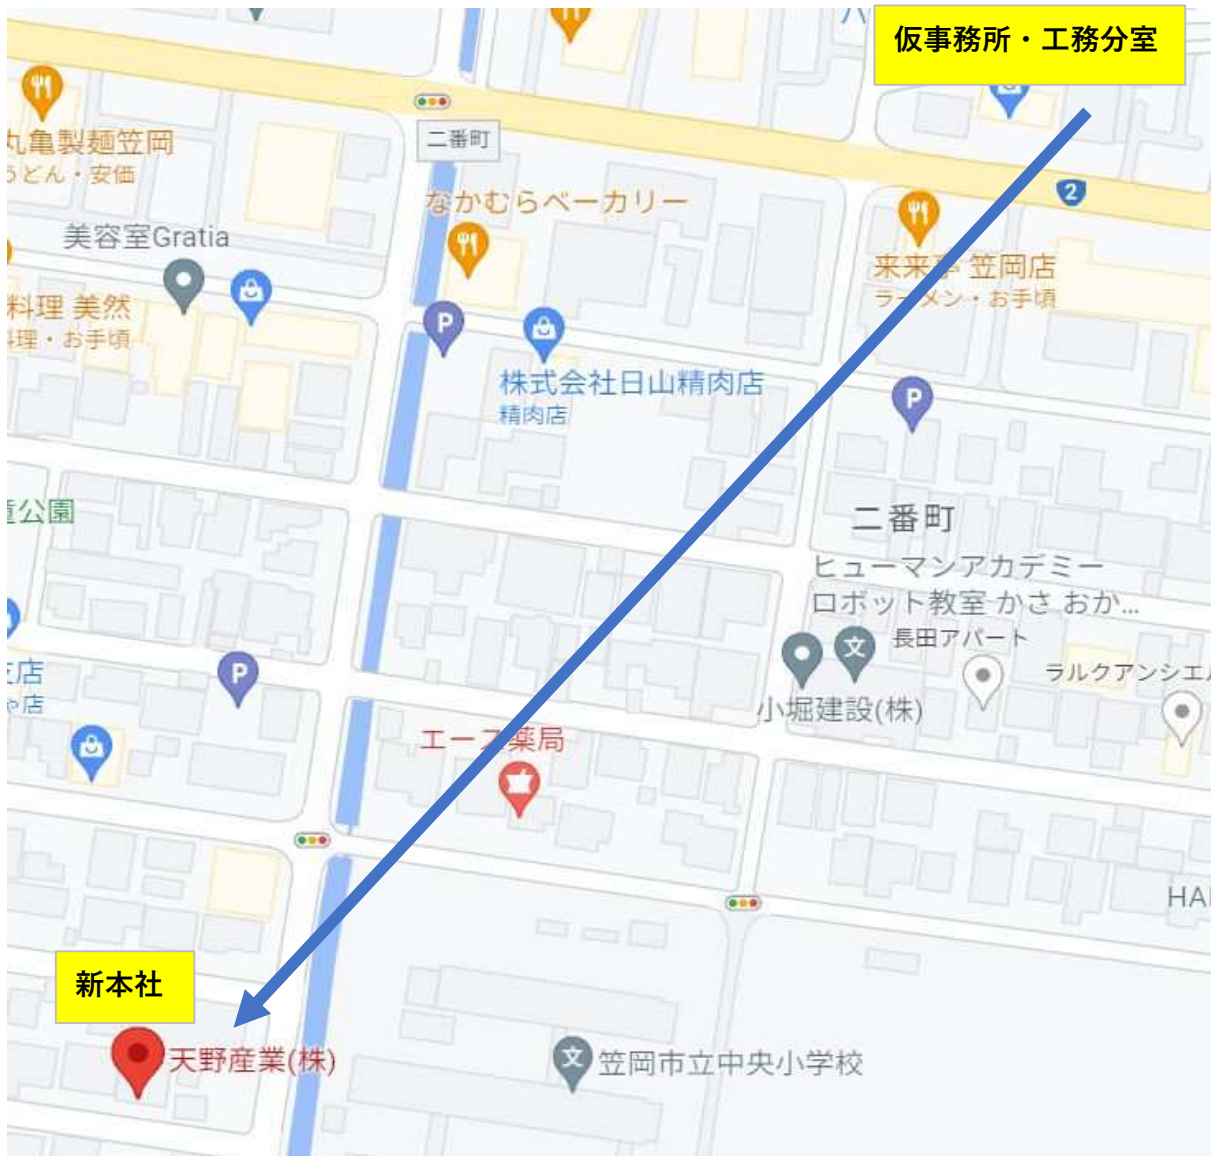 仮事務所・工務分室
二番町
2
丸亀製麺笠岡
うどん・安価
なかむらベーカリー
美容室Gratia
来来亭 笠岡店
ラーメン・お手頃
料理 美然
料理・お手頃
P
株式会社日山精肉店
精肉店
P
公園
二番町
ヒューマンアカデミー
ロボット教室 かさ おか...
文
長田アパート
ラルクアンシエル
支店
P
小堀建設(株)
エース薬局
HA
新本社
天野産業(株)
文
笠岡市立中央小学校